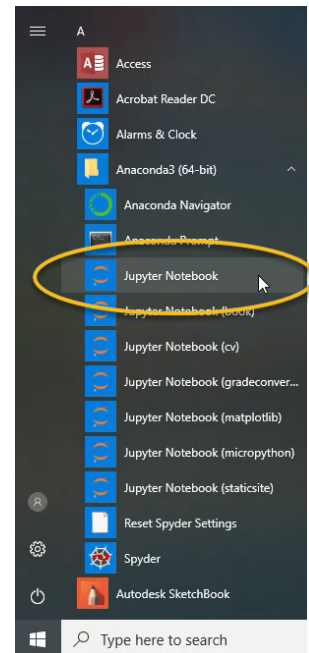 A
Access
Acrobat Reader DC
Alarms & Clock
Anaconda3 (64-bit)
Anaconda Navigator
Anaconda Prompt
Jupyter Notebook
Jupyter Notebook (book)
Jupyter Notebook (cv)
Jupyter Notebook (gradeconver...
Jupyter Notebook (matplotlib)
Jupyter Notebook (micropython)
Jupyter Notebook (staticsite)
Reset Spyder Settings
Spyder
Autodesk SketchBook
Type here to search